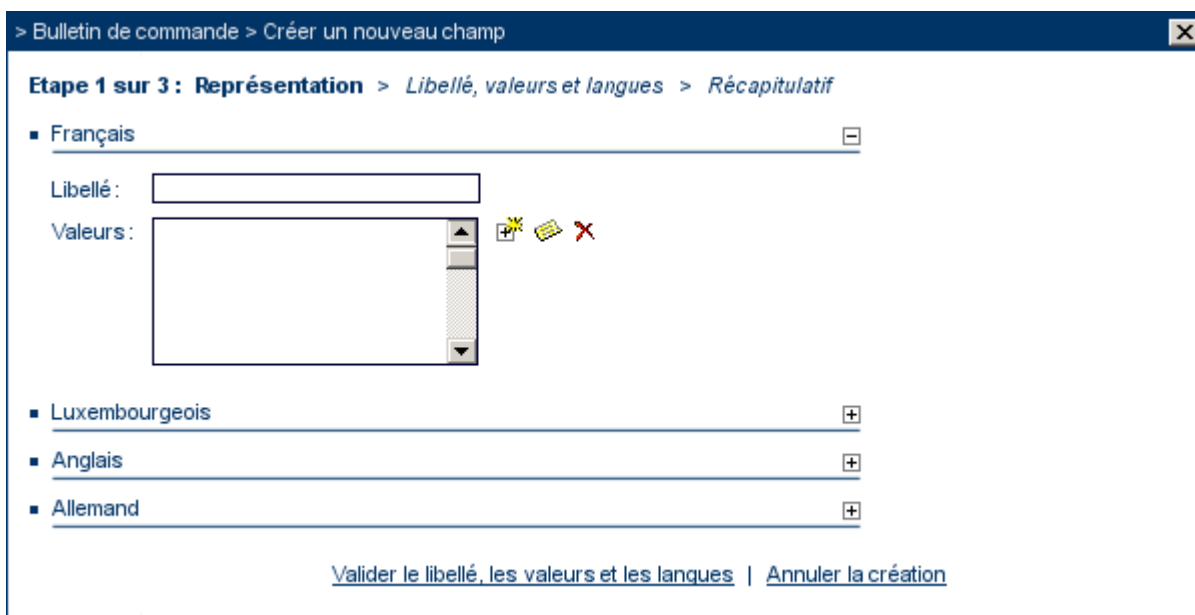 > Bulletin de commande > Créer un nouveau champ
Etape 1 sur 3 : Représentation > Libellé, valeurs et langues > Récapitulatif
Français
Libellé :
Valeurs :
Luxembourgeois
Anglais
Allemand
Valider le libellé, les valeurs et les langues | Annuler la création